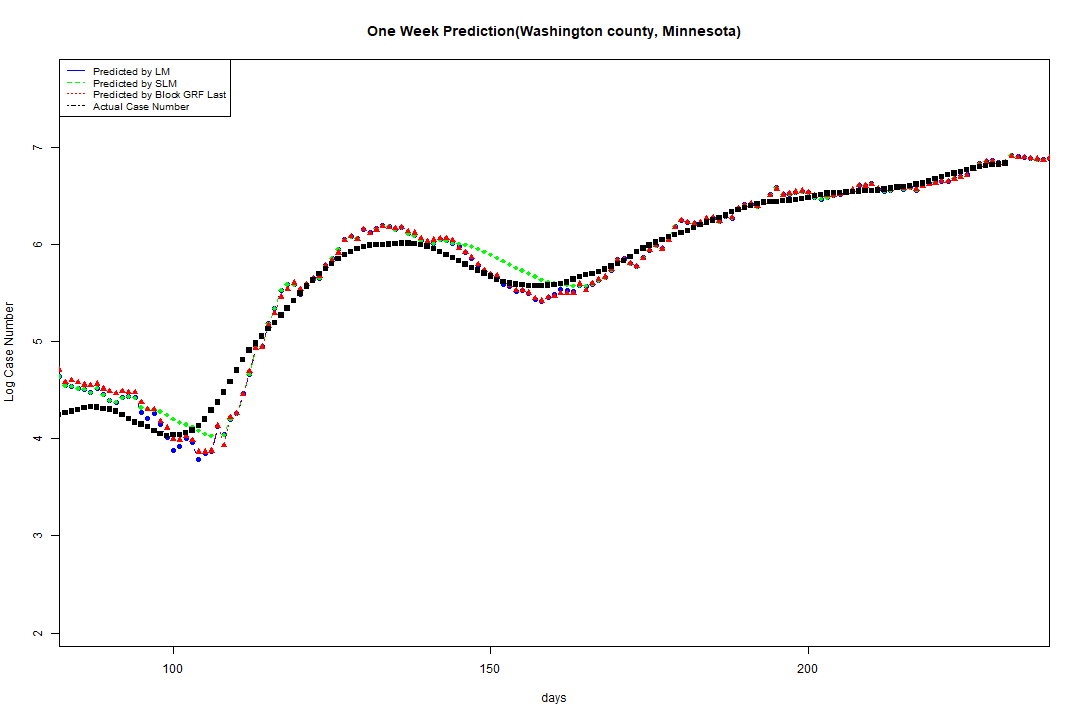 One Week Prediction(Washington county, Minnesota)
Predicted by LM
Predicted by SLM
Predicted by Block GRF Last
Actual Case Number
7
6
5
4
3
2
Log Case Number
100 150 200
days